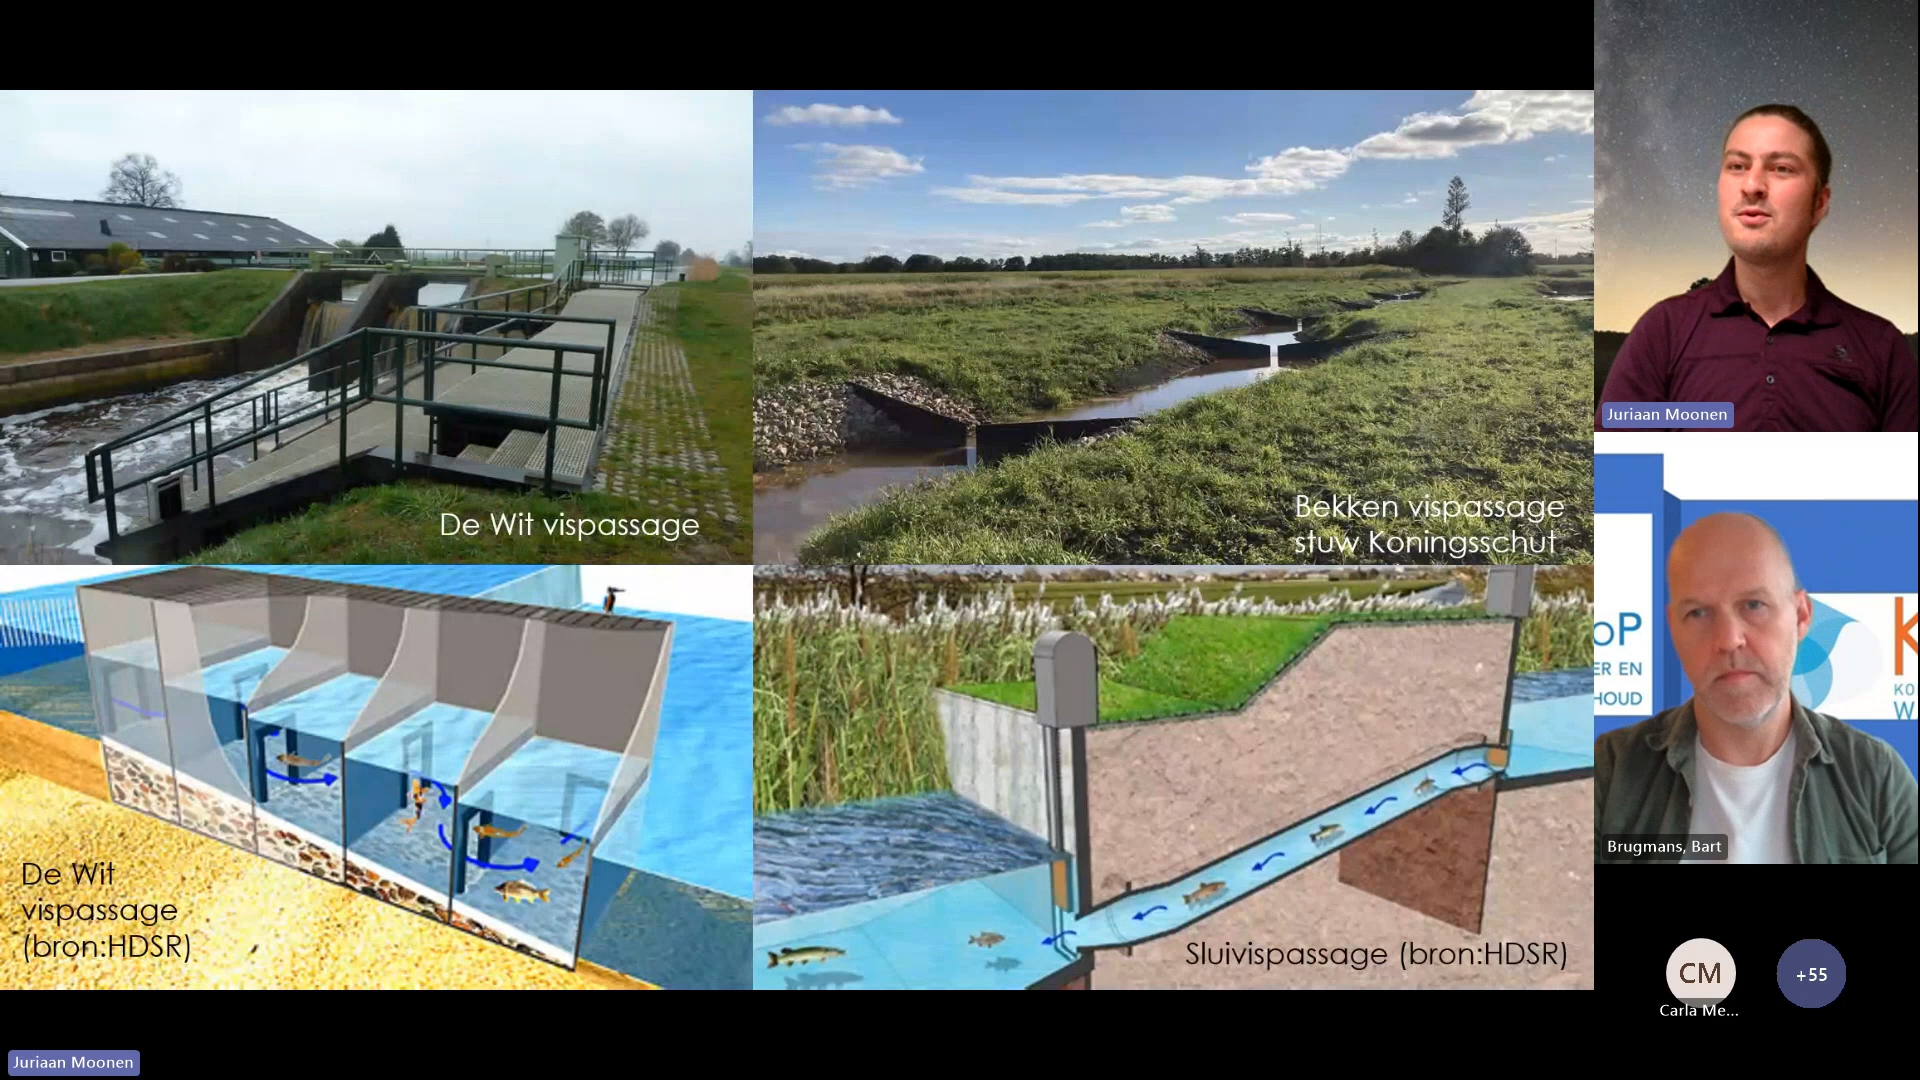 De Wit vispassage
Bekken vispassage
stuw Koningsschut
De Wit
vispassage
(bron:HDSR)
Sluivispassage (bron:HDSR)
Juriaan Moonen
oP
ER EN
HOUD
K
KO
W
Brugmans, Bart
CM
+55
Carla Me...
Juriaan Moonen